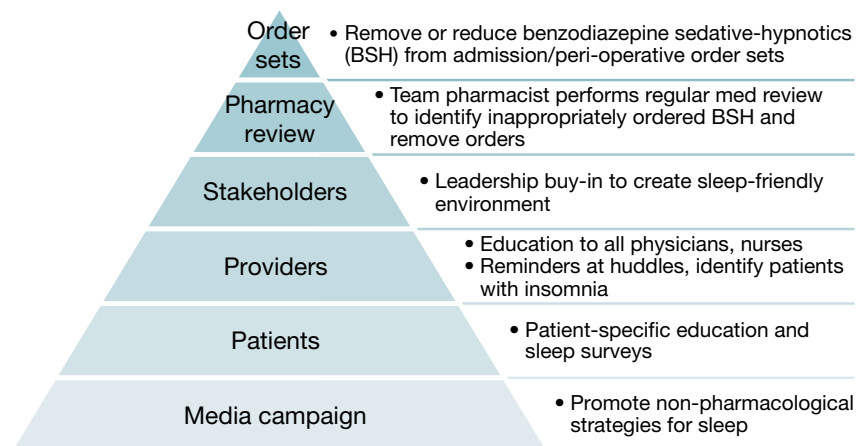 Order
sets
• Remove or reduce benzodiazepine sedative-hypnotics
(BSH) from admission/peri-operative order sets
Pharmacy
review
• Team pharmacist performs regular med review
to identify inappropriately ordered BSH and
remove orders
Stakeholders
• Leadership buy-in to create sleep-friendly
environment
Providers
• Education to all physicians, nurses
• Reminders at huddles, identify patients
with insomnia
Patients
• Patient-specific education and
sleep surveys
Media campaign
• Promote non-pharmacological
strategies for sleep